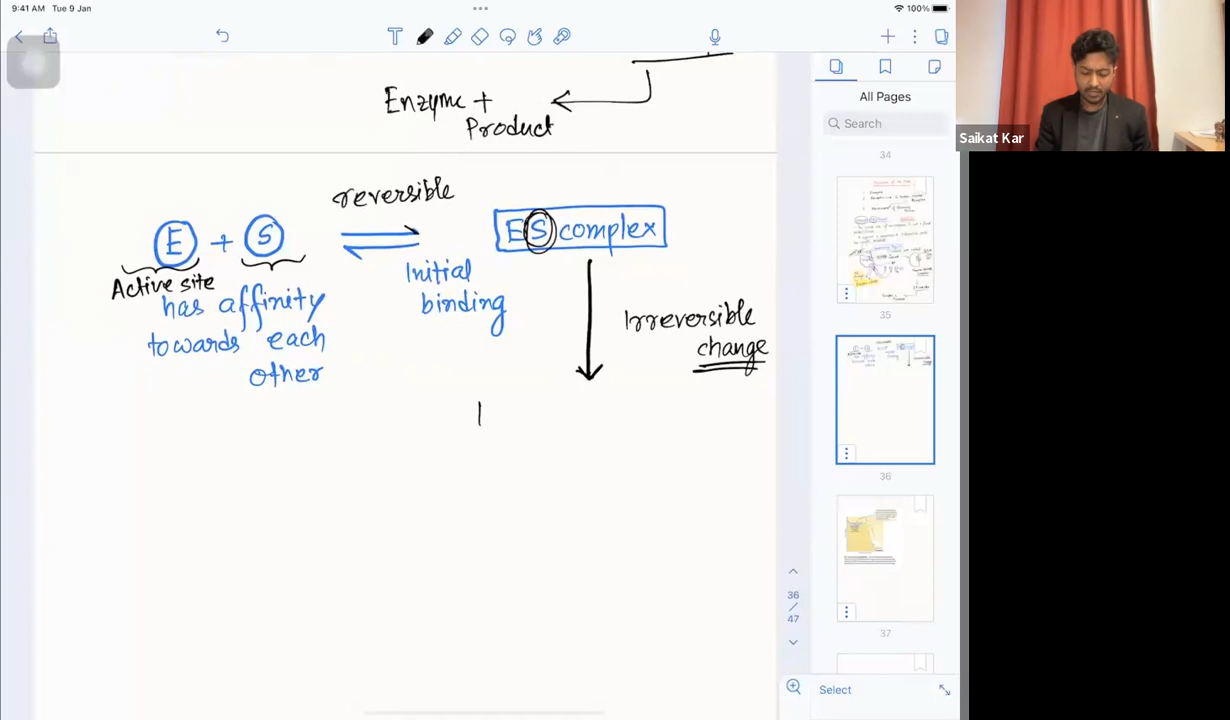 9:41 AM Tue 9 Jan
100%
Enzyme +
Product
All Pages
Search
Saikat Kar
34
reversible
E + S
ES complex
Active site
has affinity
towards each
other
Initial
binding
Irreversible
change
35
36
/
47
36
37
Select